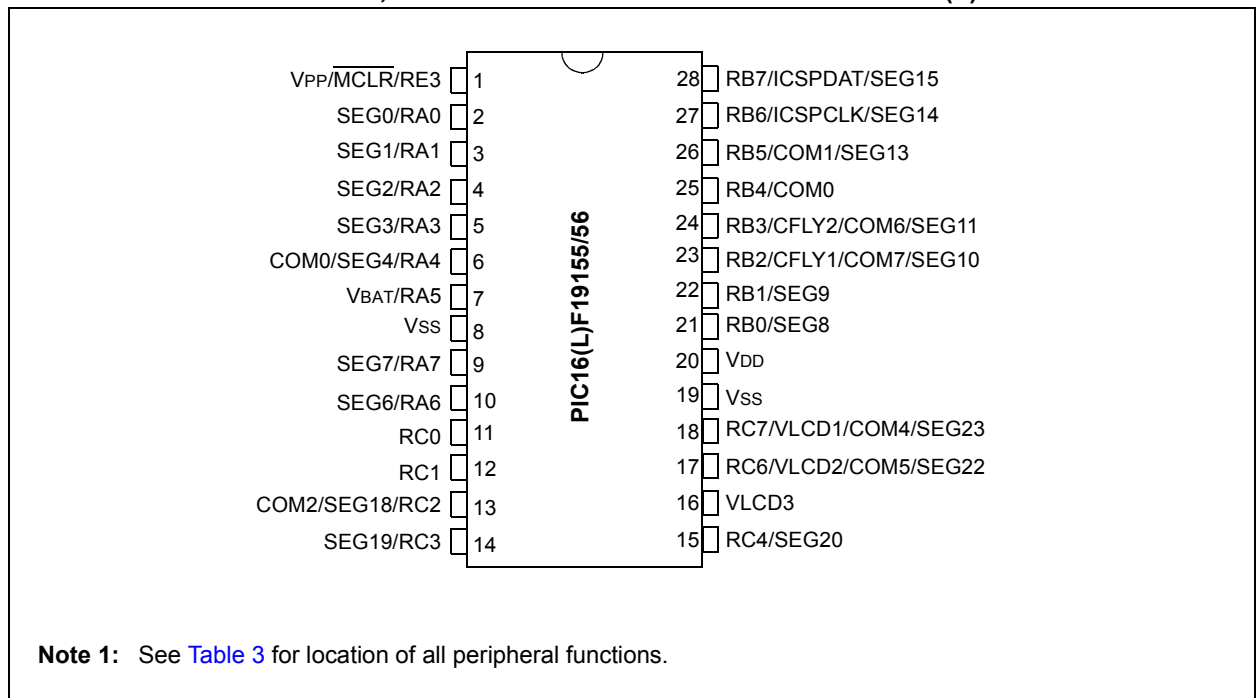 VPP/MCLR/RE3 1 28 RB7/ICSPDAT/SEG15
SEG0/RA0 2 27 RB6/ICSPCLK/SEG14
SEG1/RA1 3 26 RB5/COM1/SEG13
SEG2/RA2 4 25 RB4/COM0
SEG3/RA3 5 24 RB3/CFLY2/COM6/SEG11
COM0/SEG4/RA4 6 23 RB2/CFLY1/COM7/SEG10
VBAT/RA5 7 22 RB1/SEG9
VSS 8 21 RB0/SEG8
SEG7/RA7 9 20 VDD
SEG6/RA6 10 19 VSS
RC0 11 18 RC7/VLCD1/COM4/SEG23
RC1 12 17 RC6/VLCD2/COM5/SEG22
COM2/SEG18/RC2 13 16 VLCD3
SEG19/RC3 14 15 RC4/SEG20
PIC16(L)F19155/56
Note 1: See Table 3 for location of all peripheral functions.